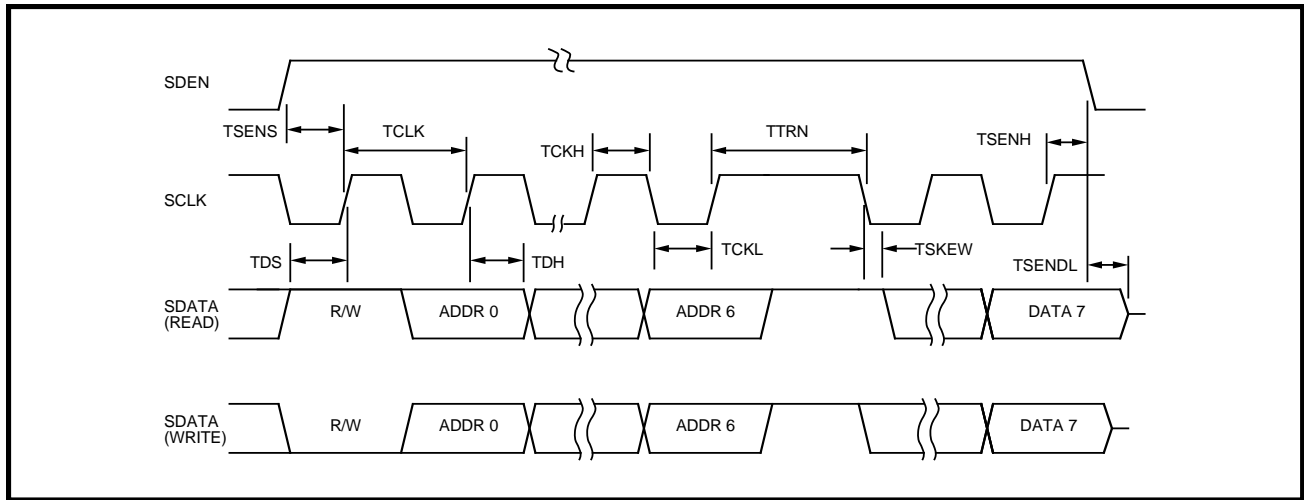 SDEN
TSENS
TCLK
TCKH
TTRN
TSENH
SCLK
TDS
TDH
TCKL
TSKEW
TSENDL
SDATA
(READ)
R/W
ADDR 0
ADDR 6
DATA 7
SDATA
(WRITE)
R/W
ADDR 0
ADDR 6
DATA 7